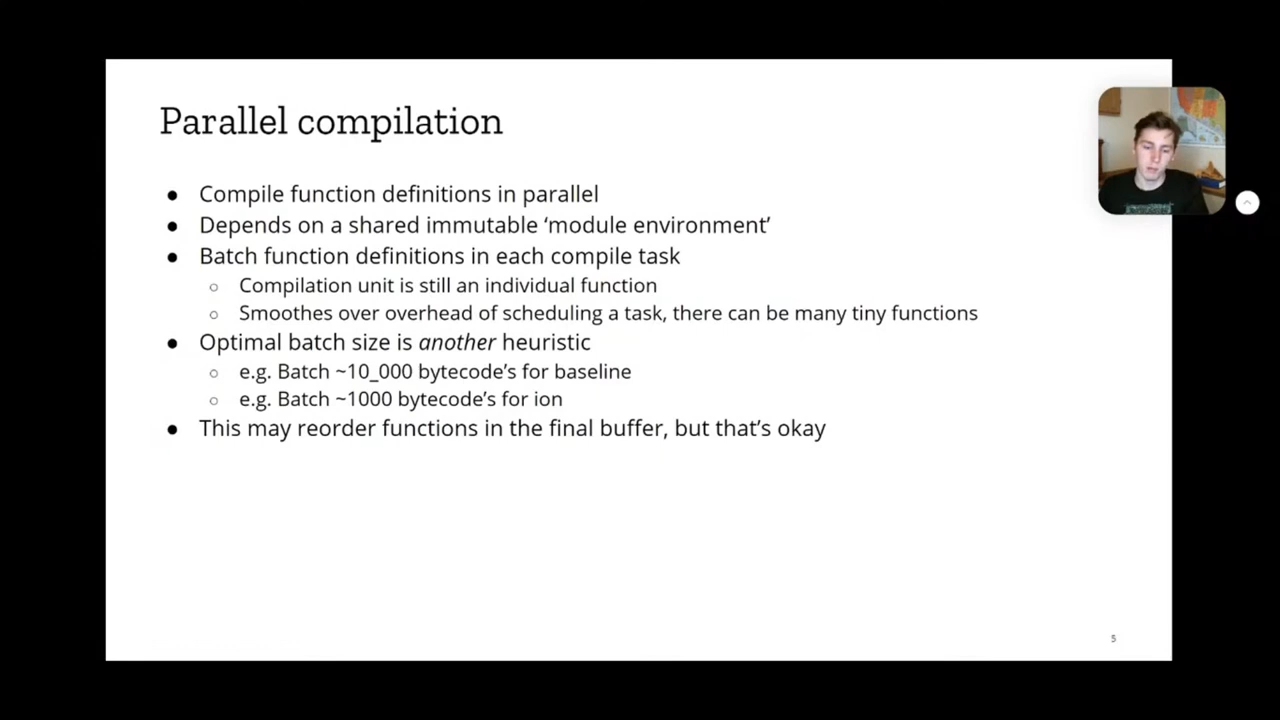 Parallel compilation
● Compile function definitions in parallel
● Depends on a shared immutable ‘module environment’
● Batch function definitions in each compile task
○ Compilation unit is still an individual function
○ Smoothes over overhead of scheduling a task, there can be many tiny functions
● Optimal batch size is another heuristic
○ e.g. Batch ~10_000 bytecode’s for baseline
○ e.g. Batch ~1000 bytecode’s for ion
● This may reorder functions in the final buffer, but that’s okay
5